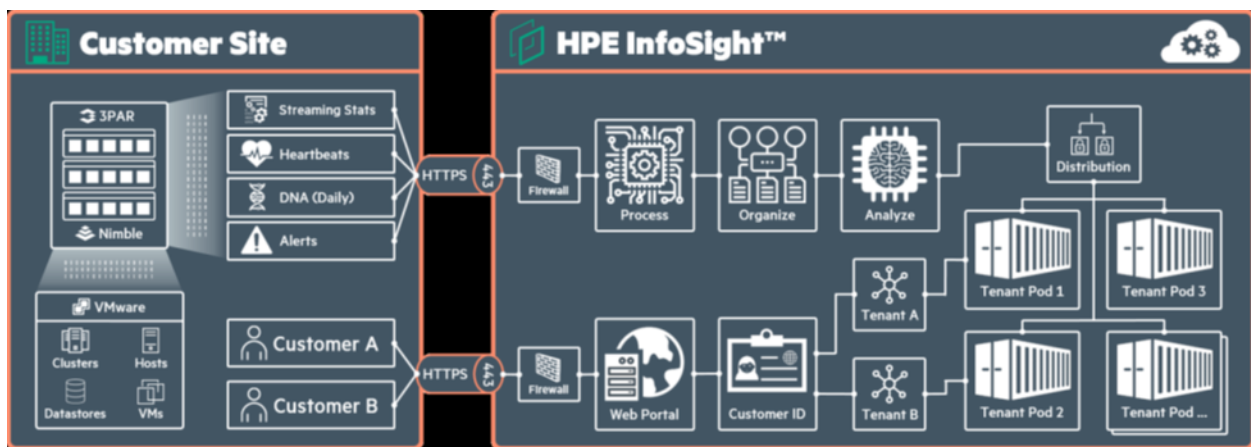 Customer Site
3PAR
Nimble
VMware
Clusters
Hosts
Datastores
VMs
Streaming Stats
Heartbeats
DNA (Daily)
Alerts
Customer A
Customer B
HTTPS
443
HTTPS
443
HPE InfoSight™
Firewall
Process
Organize
Analyze
Distribution
Tenant Pod 1
Tenant Pod 3
Tenant A
Firewall
Web Portal
Customer ID
Tenant B
Tenant Pod 2
Tenant Pod ...